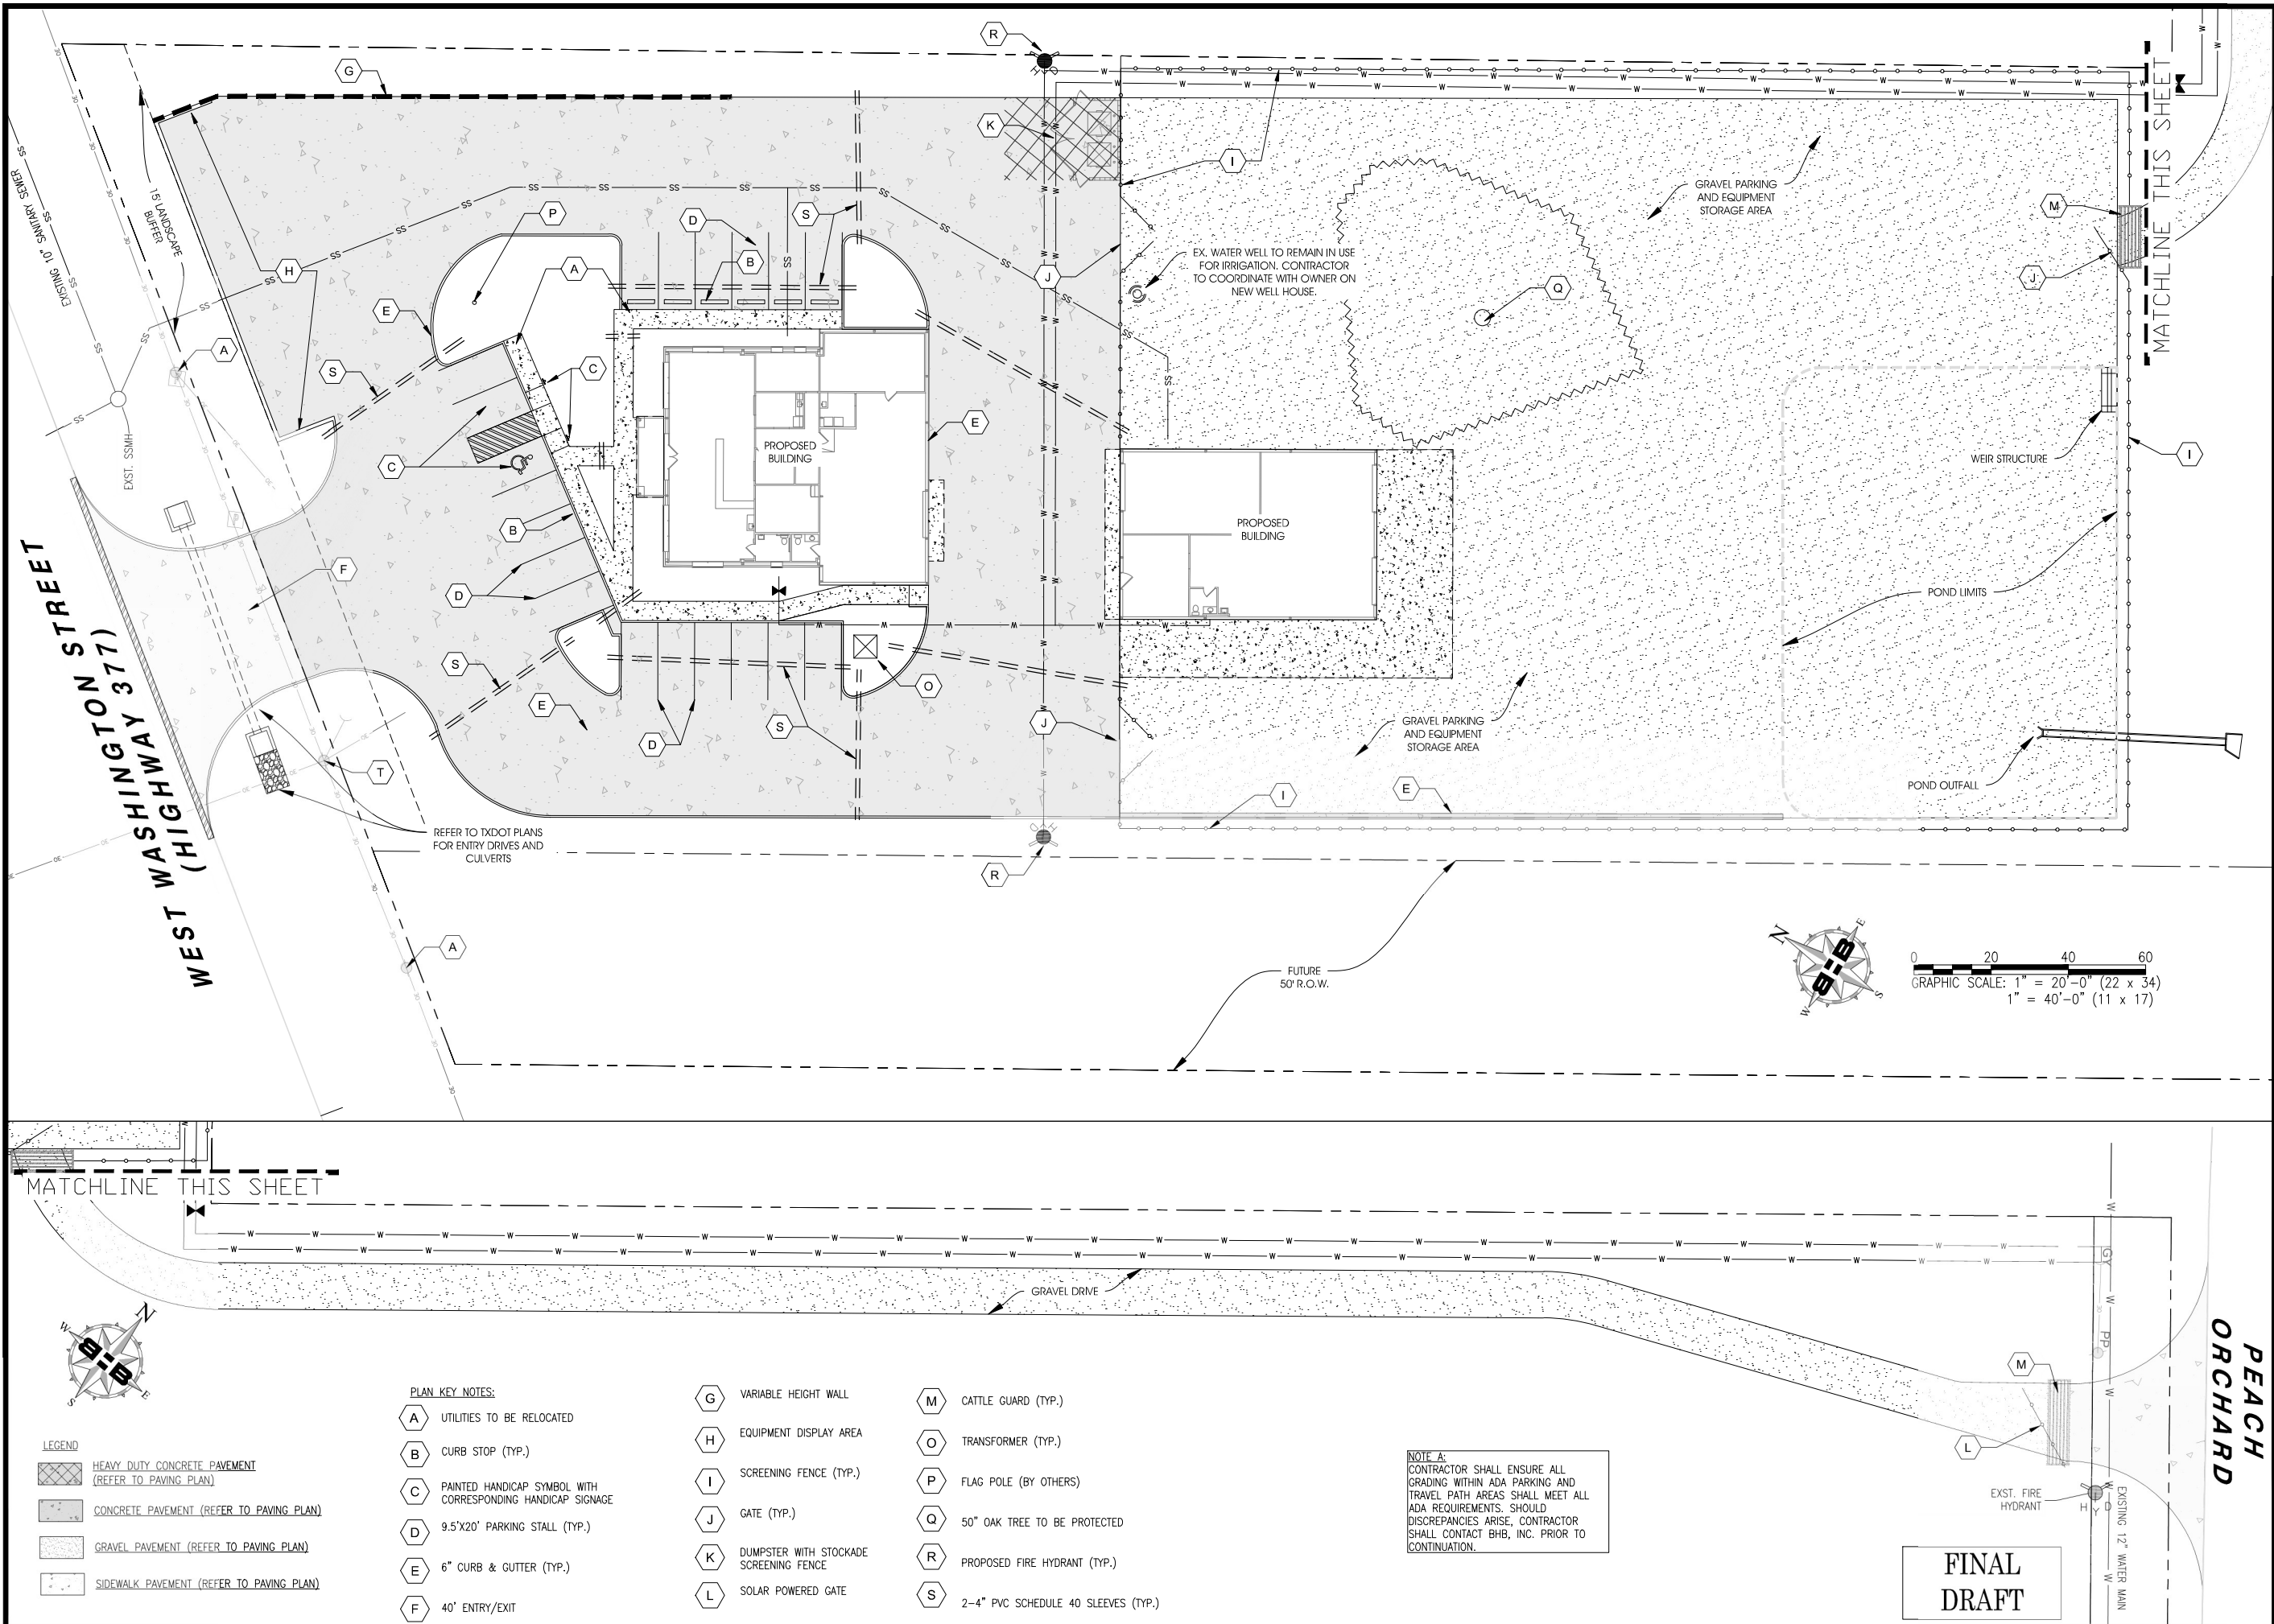 R
G
K
I
P
D
S
B
A
H
J
M
Q
E
C
F
O
T
L
15' LANDSCAPE
BUFFER
EXISTING 10" SANITARY SEWER
EXST. SSMH
GRAVEL PARKING
AND EQUIPMENT
STORAGE AREA
EX. WATER WELL TO REMAIN IN USE
FOR IRRIGATION. CONTRACTOR
TO COORDINATE WITH OWNER ON
NEW WELL HOUSE.
MATCHLINE THIS SHEET
PROPOSED
BUILDING
PROPOSED
BUILDING
WEIR STRUCTURE
POND LIMITS
POND OUTFALL
GRAVEL PARKING
AND EQUIPMENT
STORAGE AREA
WEST WASHINGTON STREET
(HIGHWAY 377)
REFER TO TXDOT PLANS
FOR ENTRY DRIVES AND
CULVERTS
FUTURE
50' R.O.W.
N
E
S
W
B:B
0 20 40 60
GRAPHIC SCALE: 1" = 20'-0" (22 x 34)
1" = 40'-0" (11 x 17)
MATCHLINE THIS SHEET
GRAVEL DRIVE
N
W
E
S
B:B
GV
PP
PEACH
ORCHARD
EXST. FIRE
HYDRANT
HYD
EXISTING 12" WATER MAIN
LEGEND
HEAVY DUTY CONCRETE PAVEMENT
(REFER TO PAVING PLAN)
CONCRETE PAVEMENT (REFER TO PAVING PLAN)
GRAVEL PAVEMENT (REFER TO PAVING PLAN)
SIDEWALK PAVEMENT (REFER TO PAVING PLAN)
PLAN KEY NOTES:
A UTILITIES TO BE RELOCATED
B CURB STOP (TYP.)
C PAINTED HANDICAP SYMBOL WITH
CORRESPONDING HANDICAP SIGNAGE
D 9.5'X20' PARKING STALL (TYP.)
E 6" CURB & GUTTER (TYP.)
F 40' ENTRY/EXIT
G VARIABLE HEIGHT WALL
H EQUIPMENT DISPLAY AREA
I SCREENING FENCE (TYP.)
J GATE (TYP.)
K DUMPSTER WITH STOCKADE
SCREENING FENCE
L SOLAR POWERED GATE
M CATTLE GUARD (TYP.)
O TRANSFORMER (TYP.)
P FLAG POLE (BY OTHERS)
Q 50" OAK TREE TO BE PROTECTED
R PROPOSED FIRE HYDRANT (TYP.)
S 2-4" PVC SCHEDULE 40 SLEEVES (TYP.)
NOTE A:
CONTRACTOR SHALL ENSURE ALL
GRADING WITHIN ADA PARKING AND
TRAVEL PATH AREAS SHALL MEET ALL
ADA REQUIREMENTS. SHOULD
DISCREPANCIES ARISE, CONTRACTOR
SHALL CONTACT BHB, INC. PRIOR TO
CONTINUATION.
FINAL
DRAFT